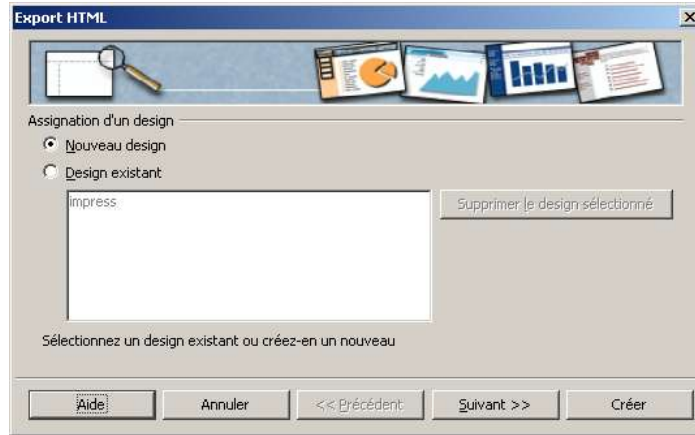 Export HTML
Assignation d'un design
Nouveau design
Design existant
impress
Supprimer le design sélectionné
Sélectionnez un design existant ou créez-en un nouveau
Aide
Annuler
<< Précédent
Suivant >>
Créer